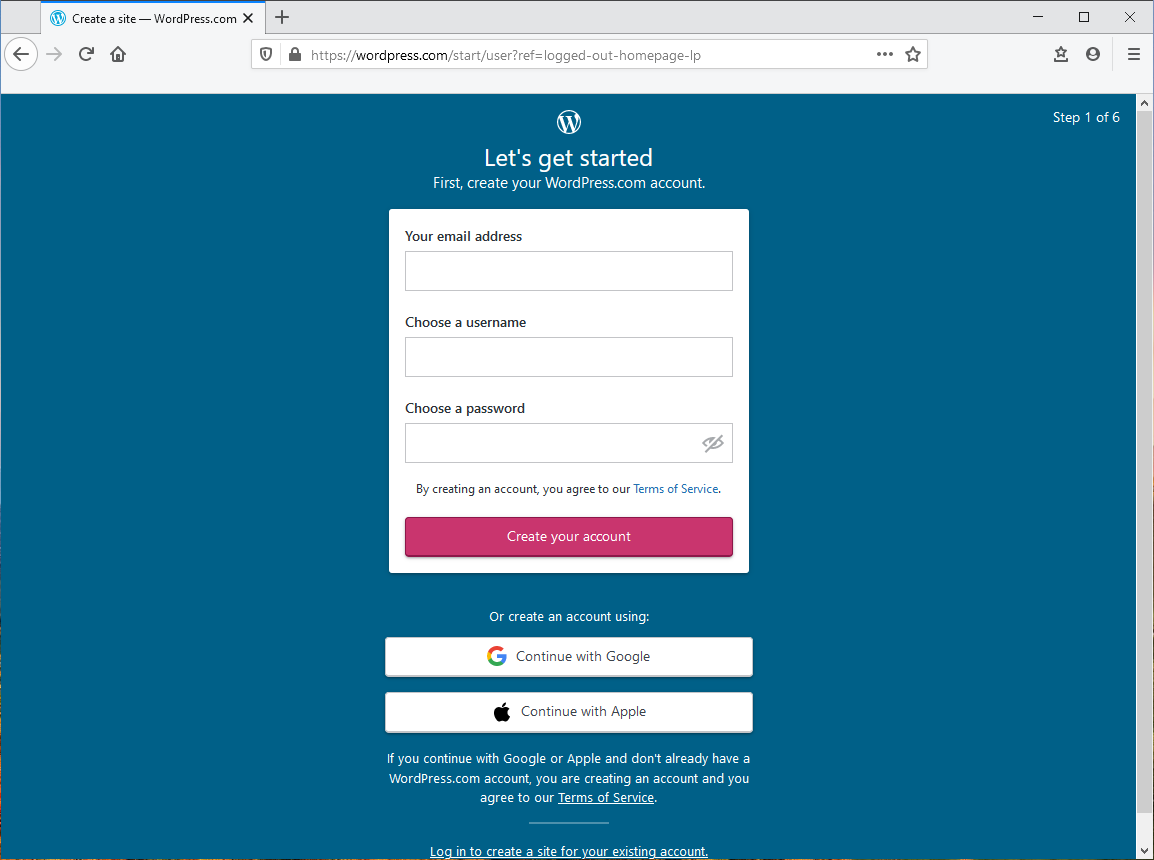 Create a site — WordPress.com
https://wordpress.com/start/user?ref=logged-out-homepage-lp
Step 1 of 6
Let's get started
First, create your WordPress.com account.
Your email address
Choose a username
Choose a password
By creating an account, you agree to our Terms of Service.
Create your account
Or create an account using:
Continue with Google
Continue with Apple
If you continue with Google or Apple and don't already have a
WordPress.com account, you are creating an account and you
agree to our Terms of Service.
Log in to create a site for your existing account.